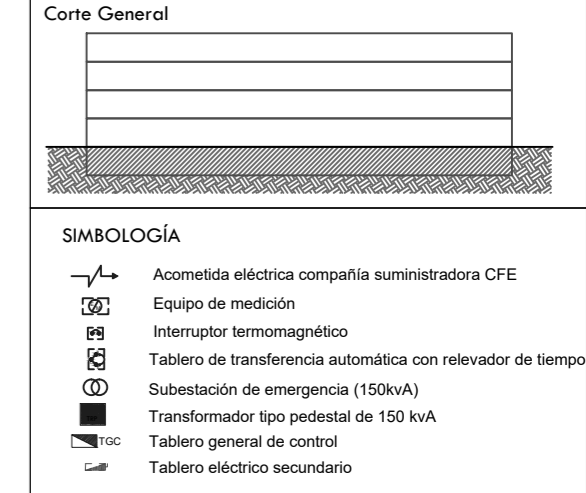 Corte General
SIMBOLOGÍA
Acometida eléctrica compañía suministradora CFE
Equipo de medición
Interruptor termomagnético
Tablero de transferencia automática con relevador de tiempo
Subestación de emergencia (150kvA)
Transformador tipo pedestal de 150 kvA
TGC Tablero general de control
Tablero eléctrico secundario